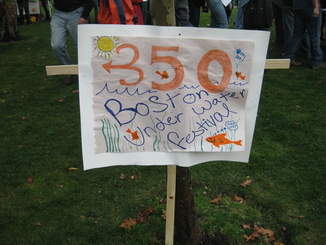 350
Boston
Under Water
Festival